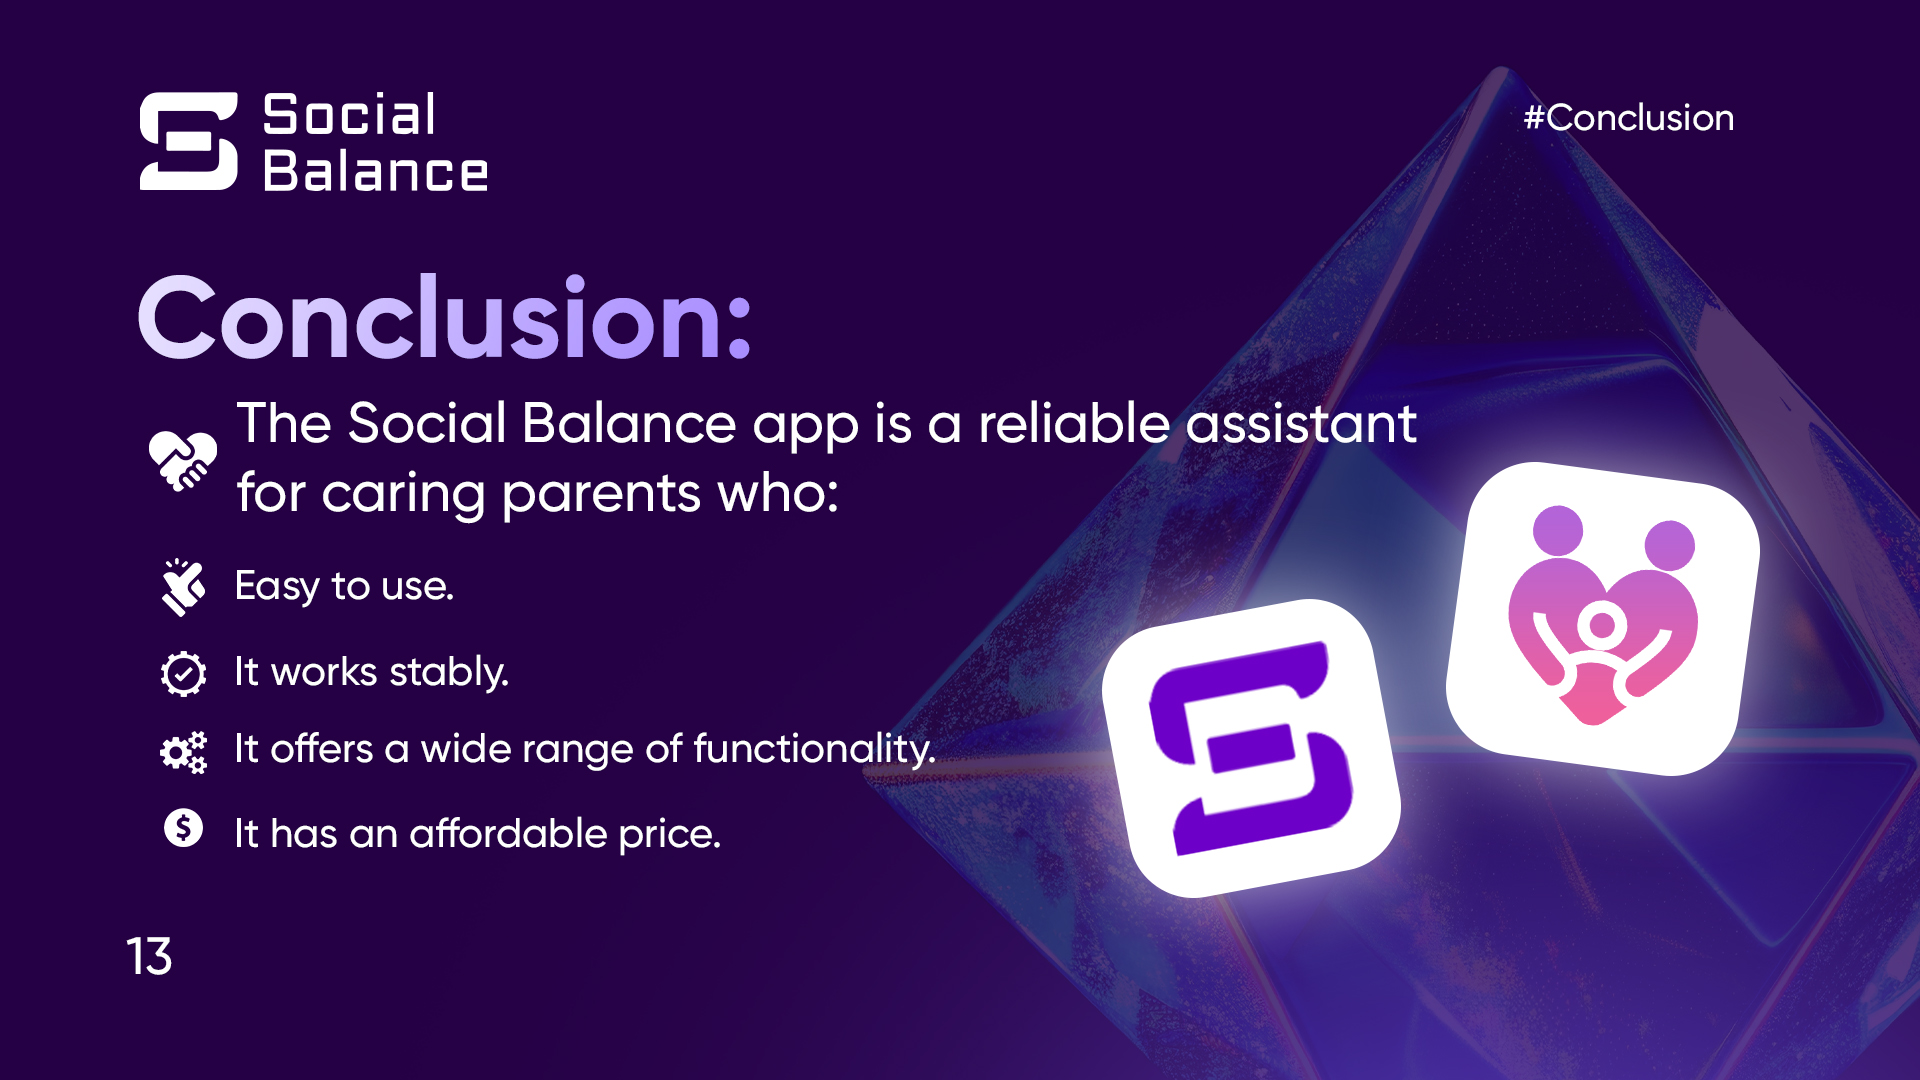 Social
Balance
#Conclusion
Conclusion:
The Social Balance app is a reliable assistant
for caring parents who:
Easy to use.
It works stably.
It offers a wide range of functionality.
It has an affordable price.
13